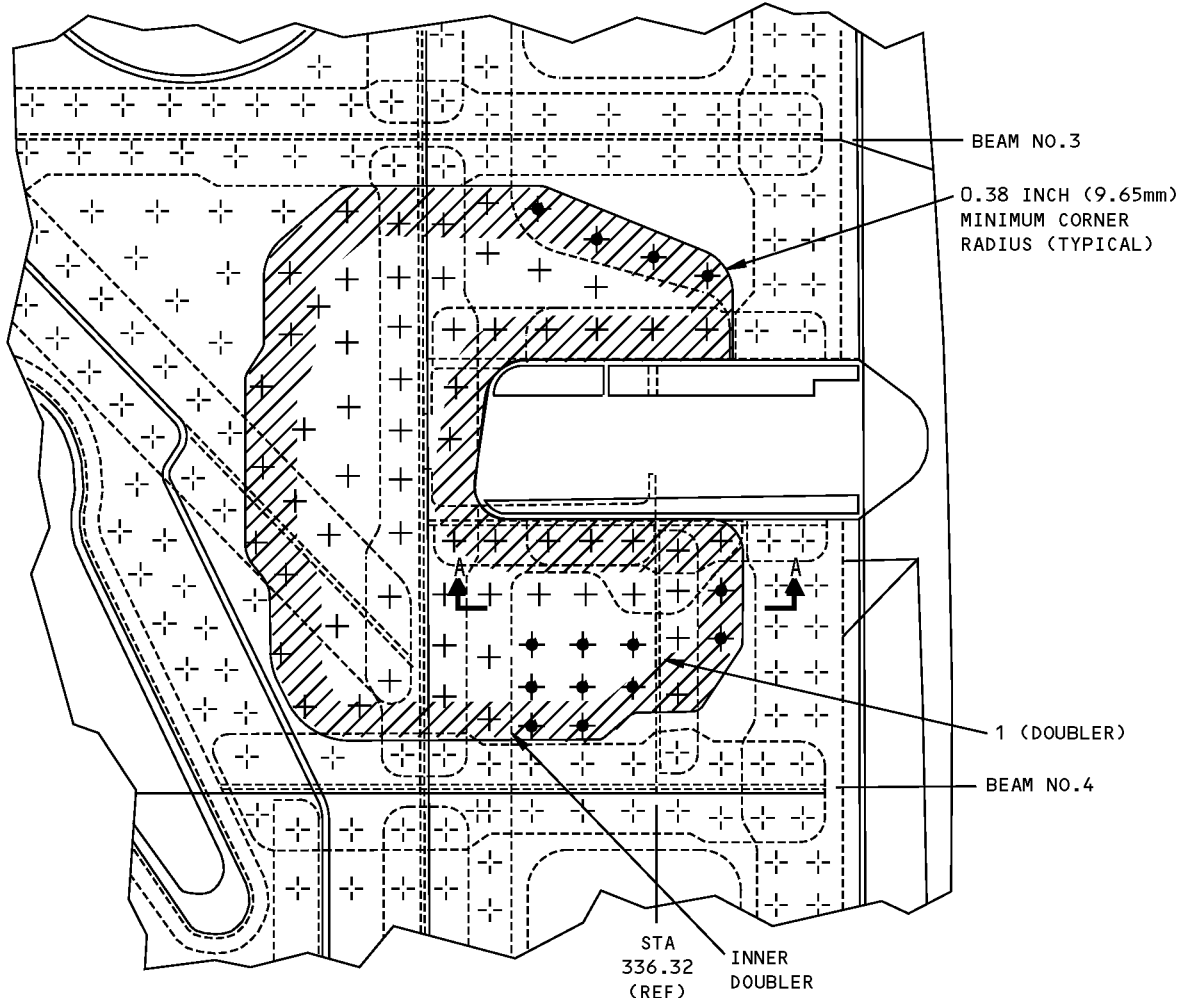 BEAM NO.3
0.38 INCH (9.65mm)
MINIMUM CORNER
RADIUS (TYPICAL)
A
A
1 (DOUBLER)
BEAM NO.4
STA
336.32
(REF)
INNER
DOUBLER